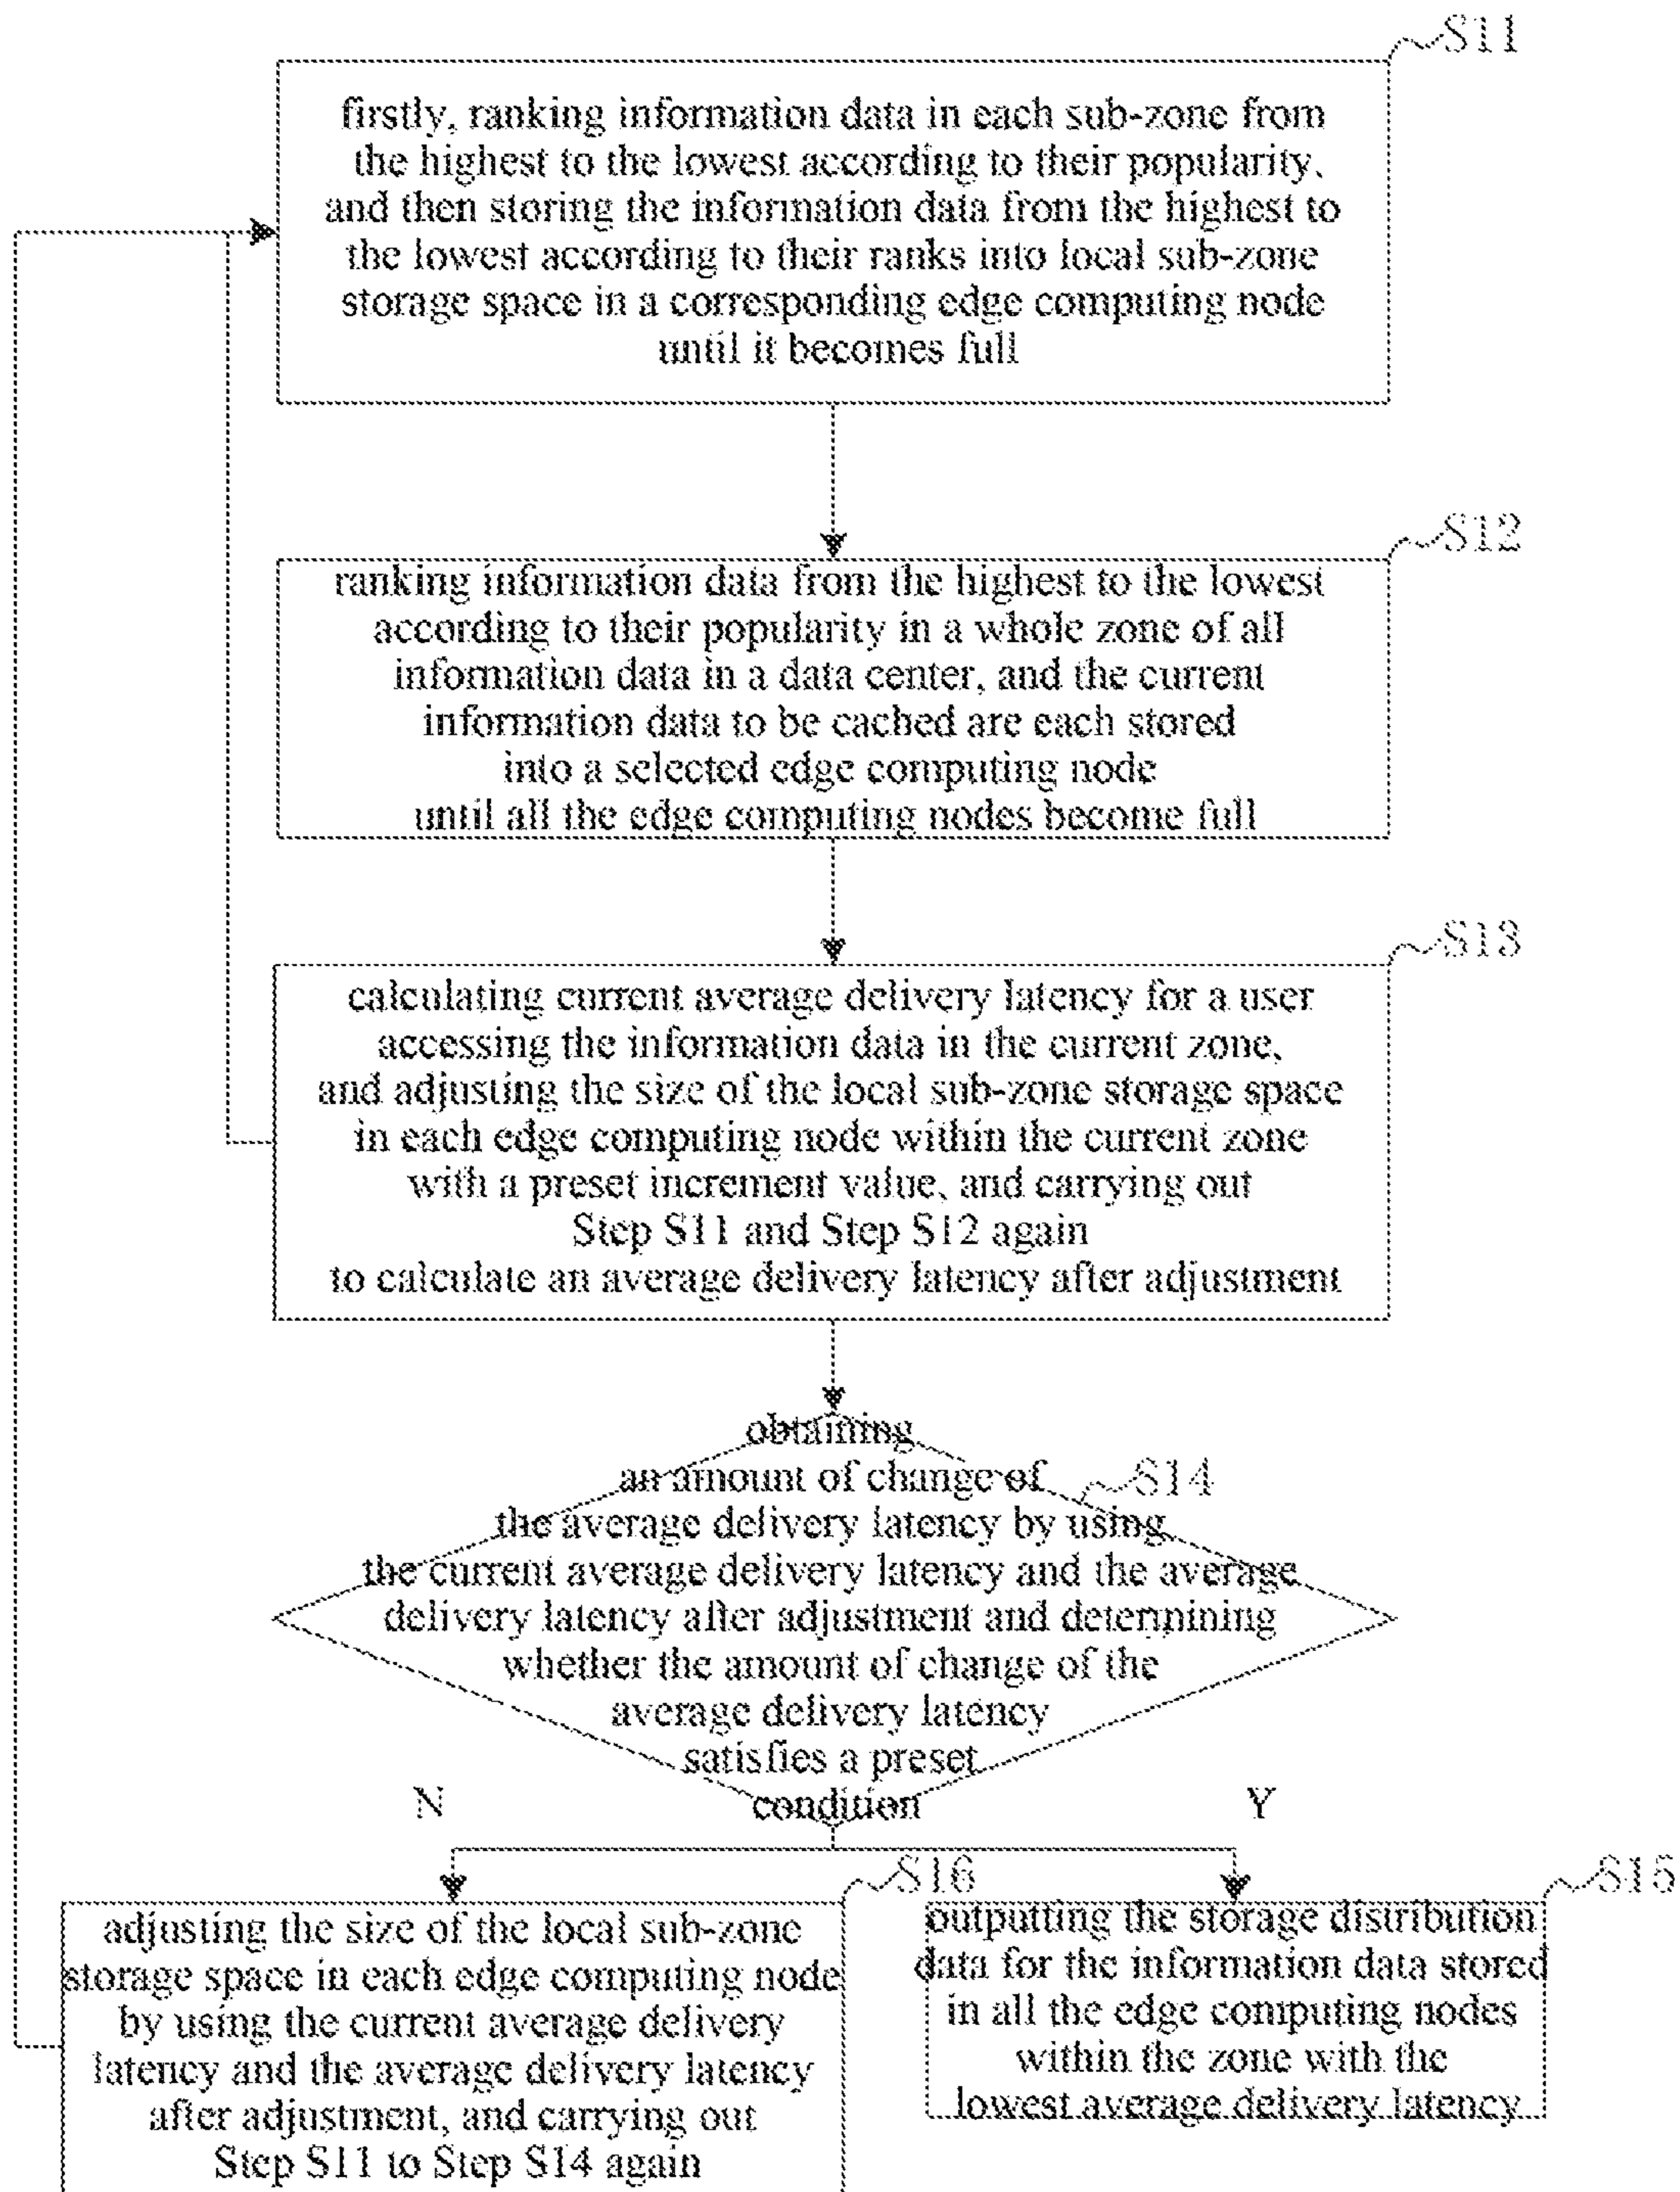 S11
firstly, ranking information data in each sub-zone from
the highest to the lowest according to their popularity,
and then storing the information data from the highest to
the lowest according to their ranks into local sub-zone
storage space in a corresponding edge computing node
until it becomes full
S12
ranking information data from the highest to the lowest
according to their popularity in a whole zone of all
information data in a data center, and the current
information data to be cached are each stored
into a selected edge computing node
until all the edge computing nodes become full
S13
calculating current average delivery latency for a user
accessing the information data in the current zone,
and adjusting the size of the local sub-zone storage space
in each edge computing node within the current zone
with a preset increment value, and carrying out
Step S11 and Step S12 again
to calculate an average delivery latency after adjustment
obtaining
an amount of change of
S14
the average delivery latency by using
the current average delivery latency and the average
delivery latency after adjustment and determining
whether the amount of change of the
average delivery latency
satisfies a preset
condition
N
Y
S16
adjusting the size of the local sub-zone
storage space in each edge computing node
by using the current average delivery
latency and the average delivery latency
after adjustment, and carrying out
Step S11 to Step S14 again
S15
outputting the storage distribution
data for the information data stored
in all the edge computing nodes
within the zone with the
lowest average delivery latency